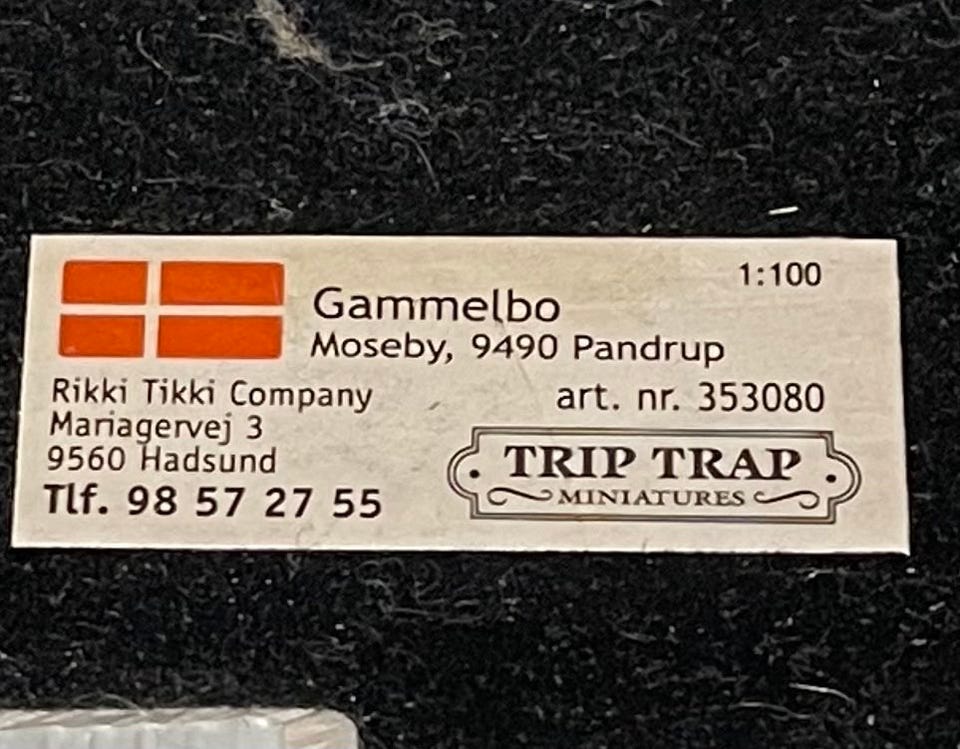 1:100
Gammelbo
Moseby, 9490 Pandrup
Rikki Tikki Company
art. nr. 353080
Mariagervej 3
9560 Hadsund
Tlf. 98 57 27 55
TRIP TRAP
MINIATURES